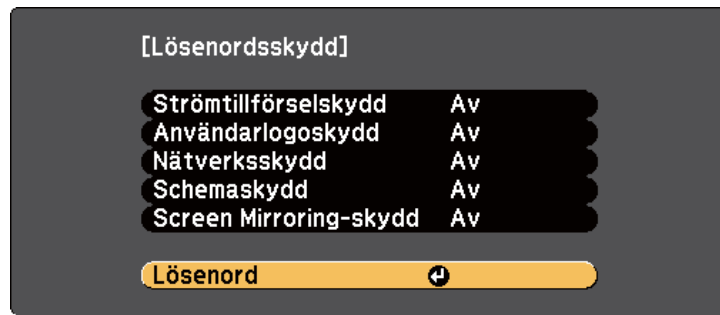 [Lösenordsskydd]
Strömtillförselskydd Av
Användarlogoskydd Av
Nätverksskydd Av
Schemaskydd Av
Screen Mirroring-skydd Av
Lösenord